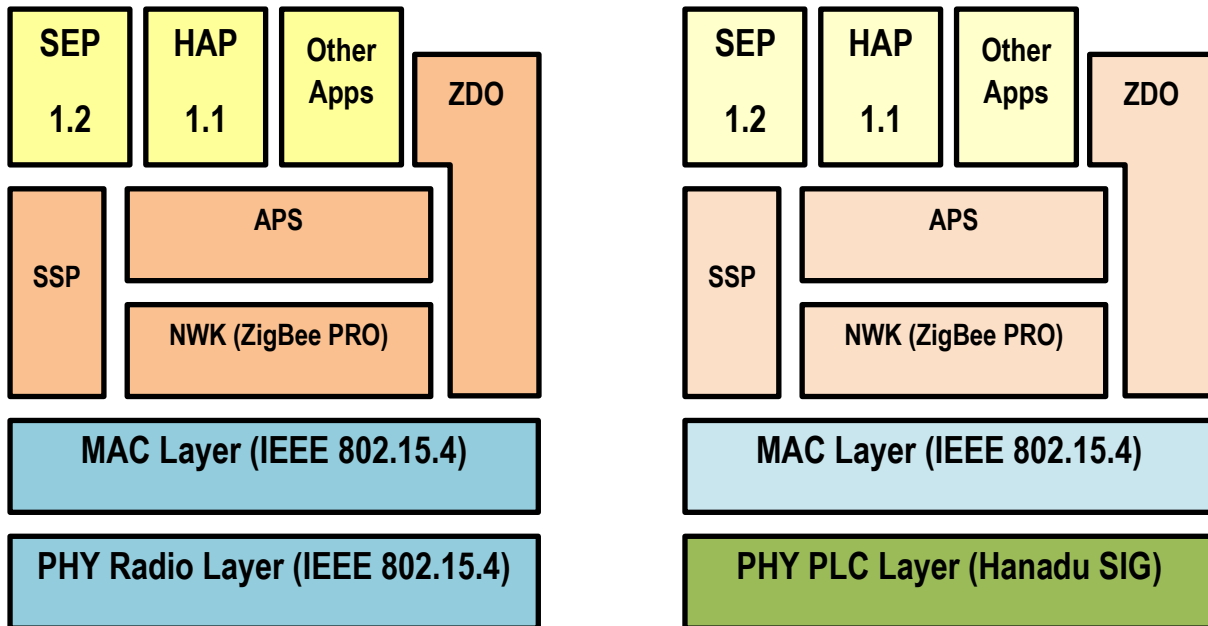 SEP
1.2
HAP
1.1
Other
Apps
ZDO
SSP
APS
NWK (ZigBee PRO)
MAC Layer (IEEE 802.15.4)
PHY Radio Layer (IEEE 802.15.4)
SEP
1.2
HAP
1.1
Other
Apps
ZDO
SSP
APS
NWK (ZigBee PRO)
MAC Layer (IEEE 802.15.4)
PHY PLC Layer (Hanadu SIG)